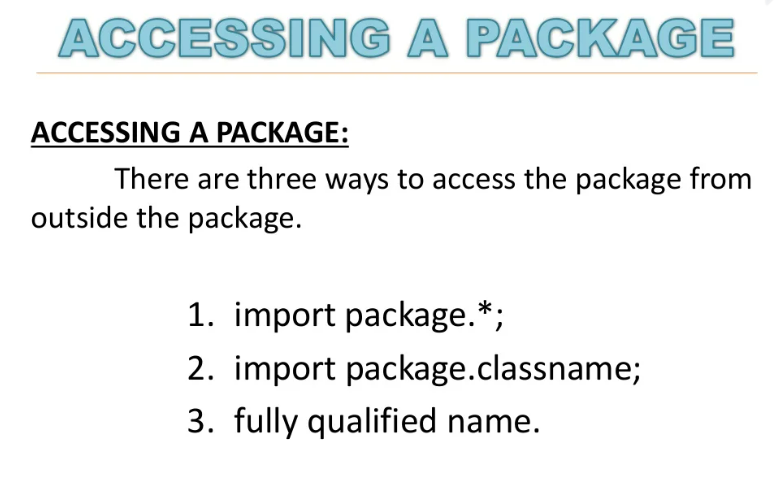 ACCESSING A PACKAGE
ACCESSING A PACKAGE:
There are three ways to access the package from
outside the package.
1. import package.*;
2. import package.classname;
3. fully qualified name.